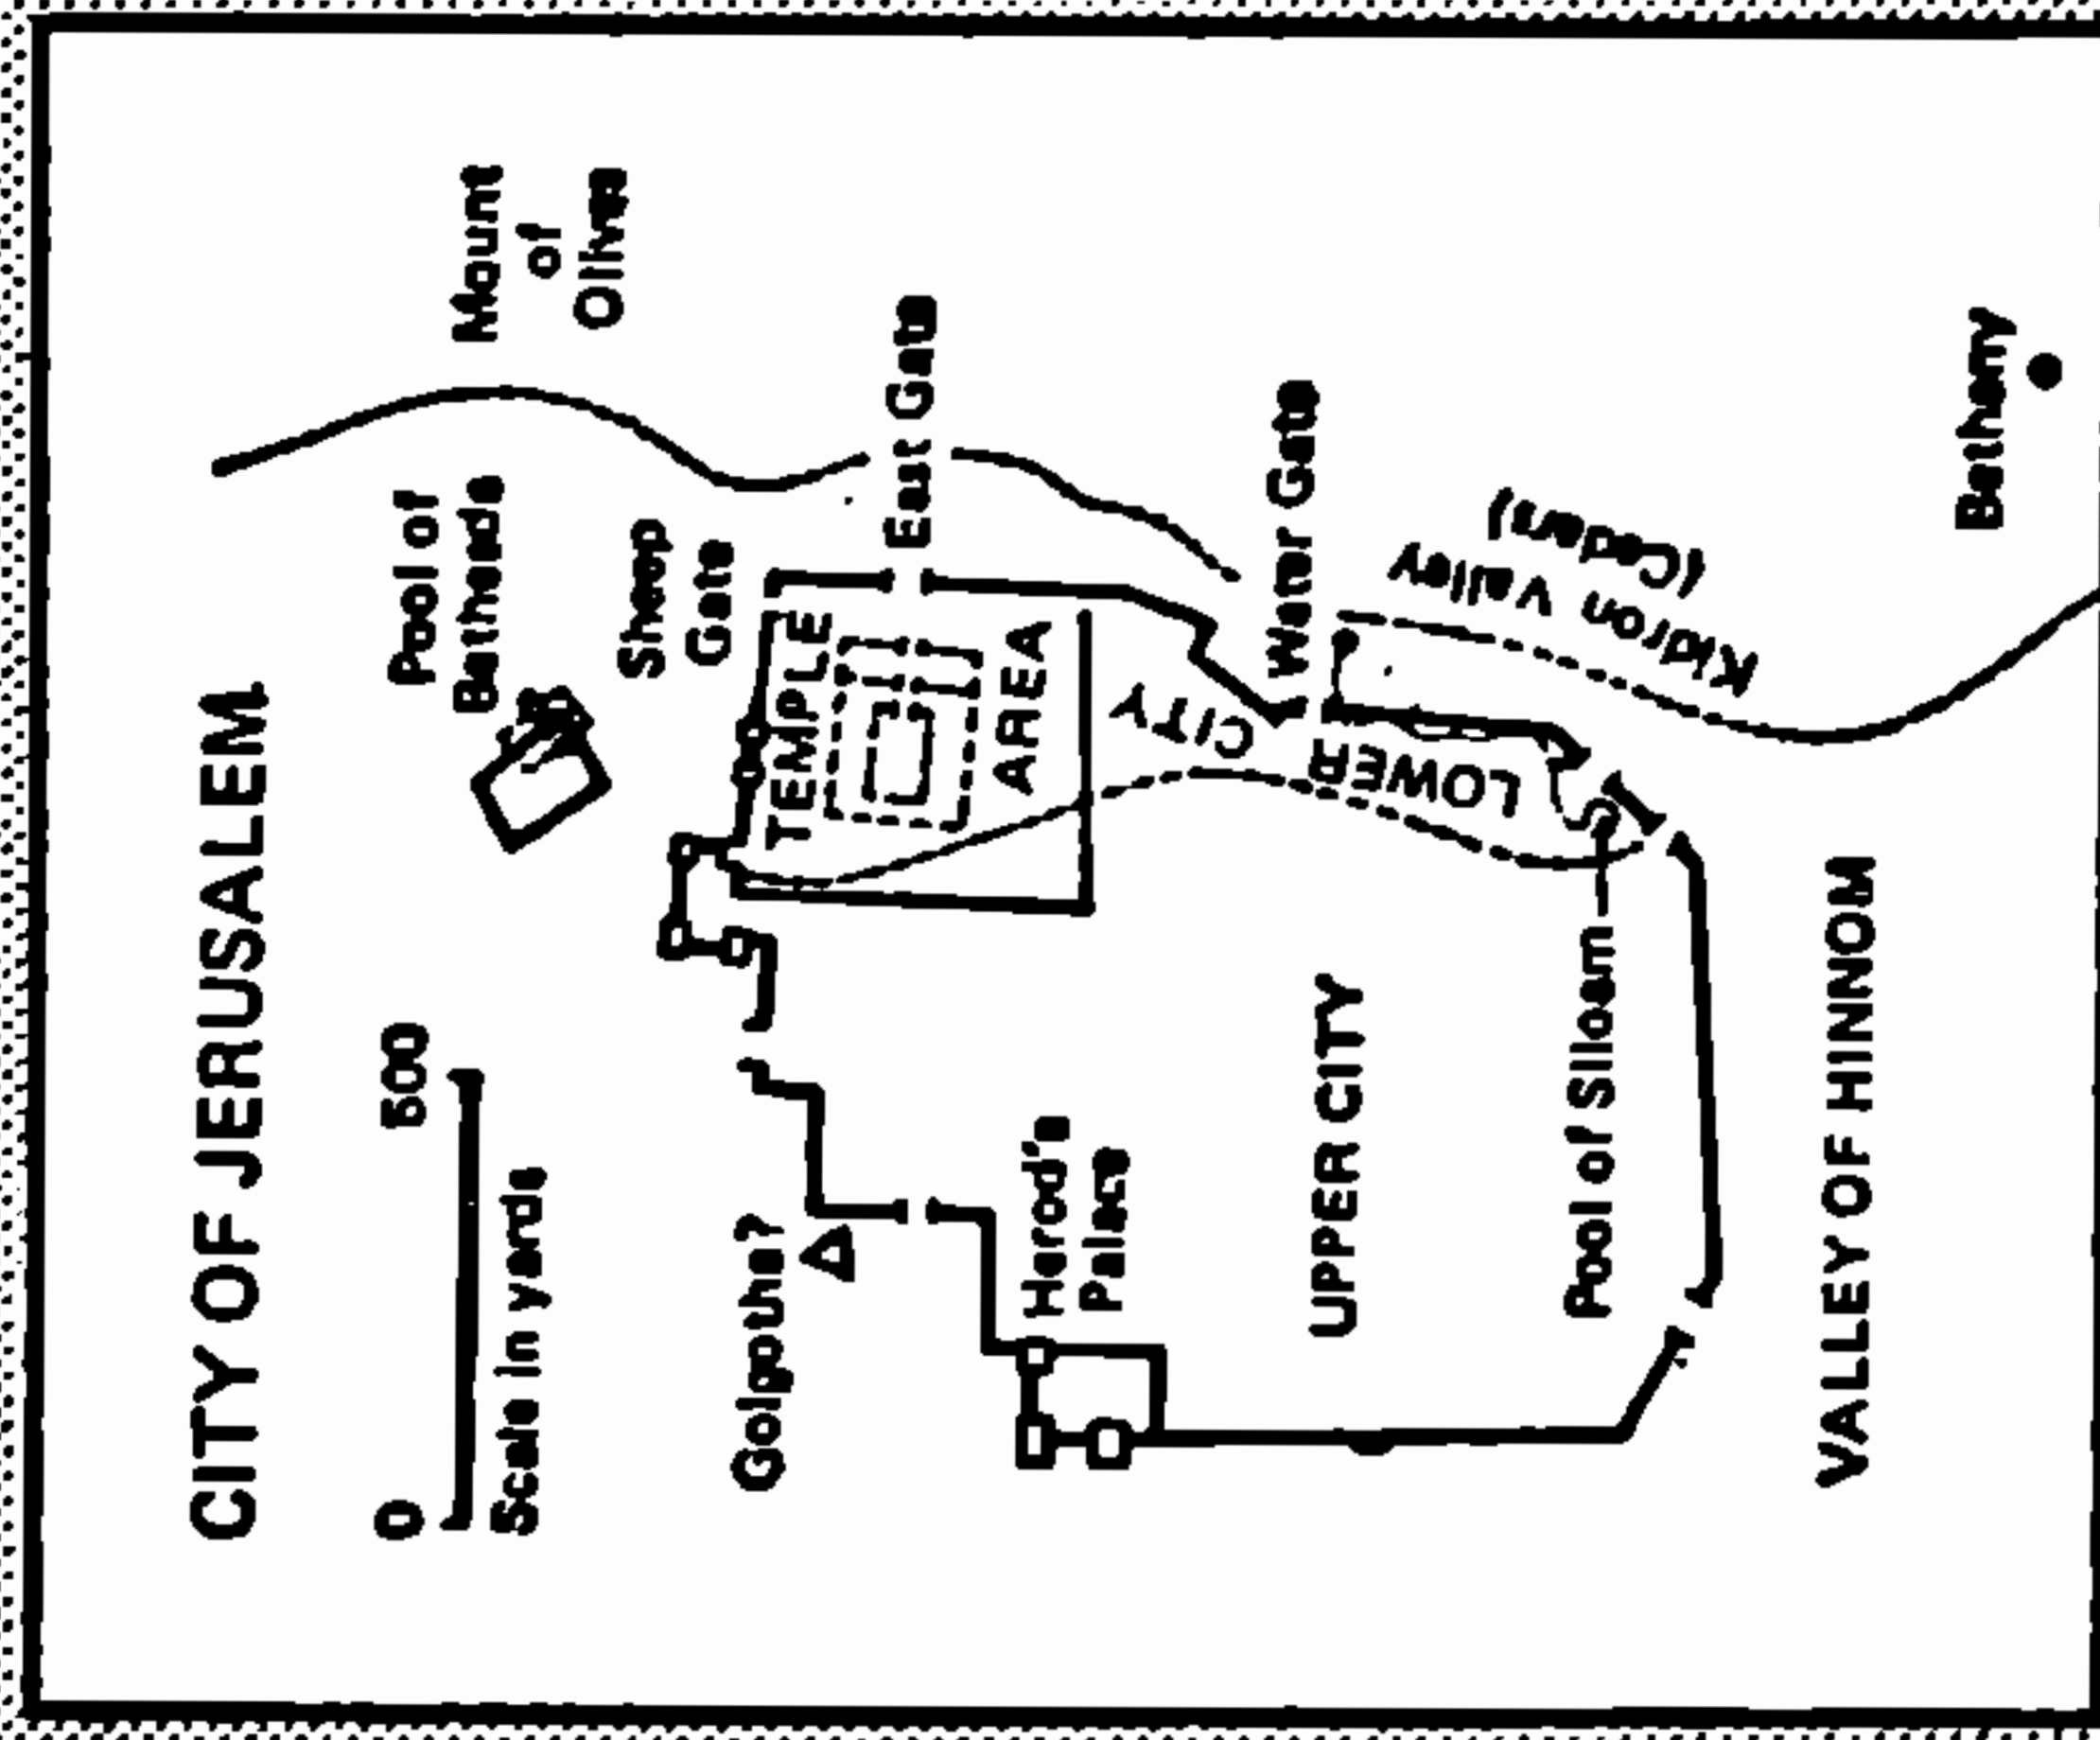 CITY OF JERUSALEM
0 500
Scale in yards
Pool of
Bathesda
Mount
of
Olives
Sheep
Gate
Golgotha?
TEMPLE
AREA
East Gate
Herod's
Palace
CITY
LOWER
Water Gate
UPPER CITY
Kidron Valley
(Cedars)
Pool of Siloam
VALLEY OF HINNOM
Bethany